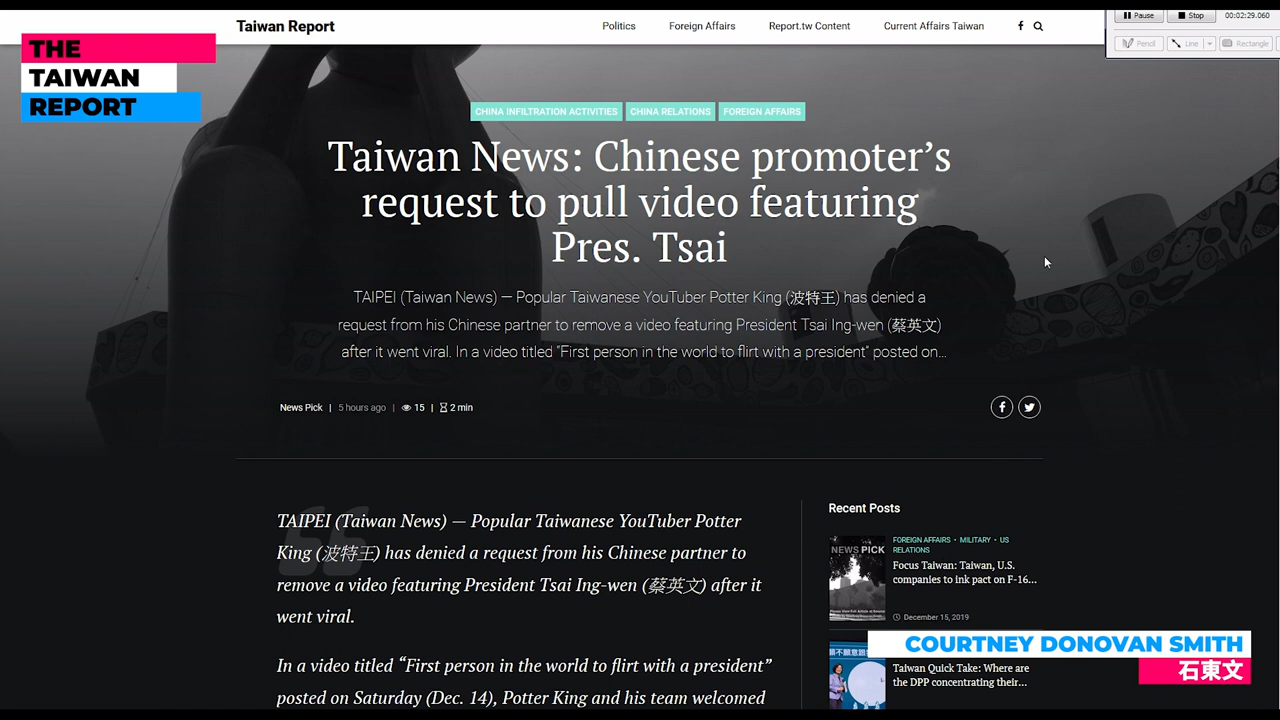 Taiwan Report
Politics
Foreign Affairs
Report.tw Content
Current Affairs Taiwan
Pause
Stop
00:02:29.060
Pencil
Line
Rectangle
THE
TAIWAN
REPORT
CHINA INFILTRATION ACTIVITIES
CHINA RELATIONS
FOREIGN AFFAIRS
Taiwan News: Chinese promoter’s
request to pull video featuring
Pres. Tsai
TAIPEI (Taiwan News) — Popular Taiwanese YouTuber Potter King (波特王) has denied a
request from his Chinese partner to remove a video featuring President Tsai Ing-wen (蔡英文)
after it went viral. In a video titled “First person in the world to flirt with a president” posted on...
News Pick | 5 hours ago | 15 | 2 min
TAIPEI (Taiwan News) — Popular Taiwanese YouTuber Potter
King (波特王) has denied a request from his Chinese partner to
remove a video featuring President Tsai Ing-wen (蔡英文) after it
went viral.
In a video titled “First person in the world to flirt with a president”
posted on Saturday (Dec. 14), Potter King and his team welcomed
Recent Posts
NEWS PICK
FOREIGN AFFAIRS • MILITARY • US
RELATIONS
Focus Taiwan: Taiwan, U.S.
companies to ink pact on F-16...
December 15, 2019
Taiwan Quick Take: Where are
the DPP concentrating their...
COURTNEY DONOVAN SMITH
石東文